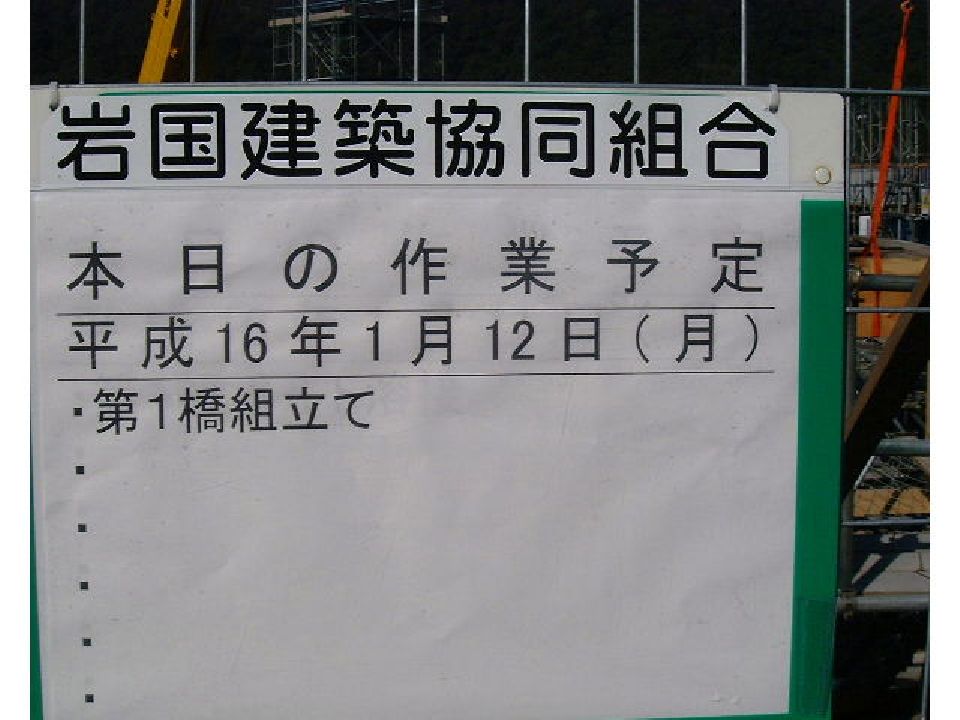 岩国建築協同組合
本日の作業予定
平成16年1月12日(月)
・第1橋組立て
・
・
・
・
・